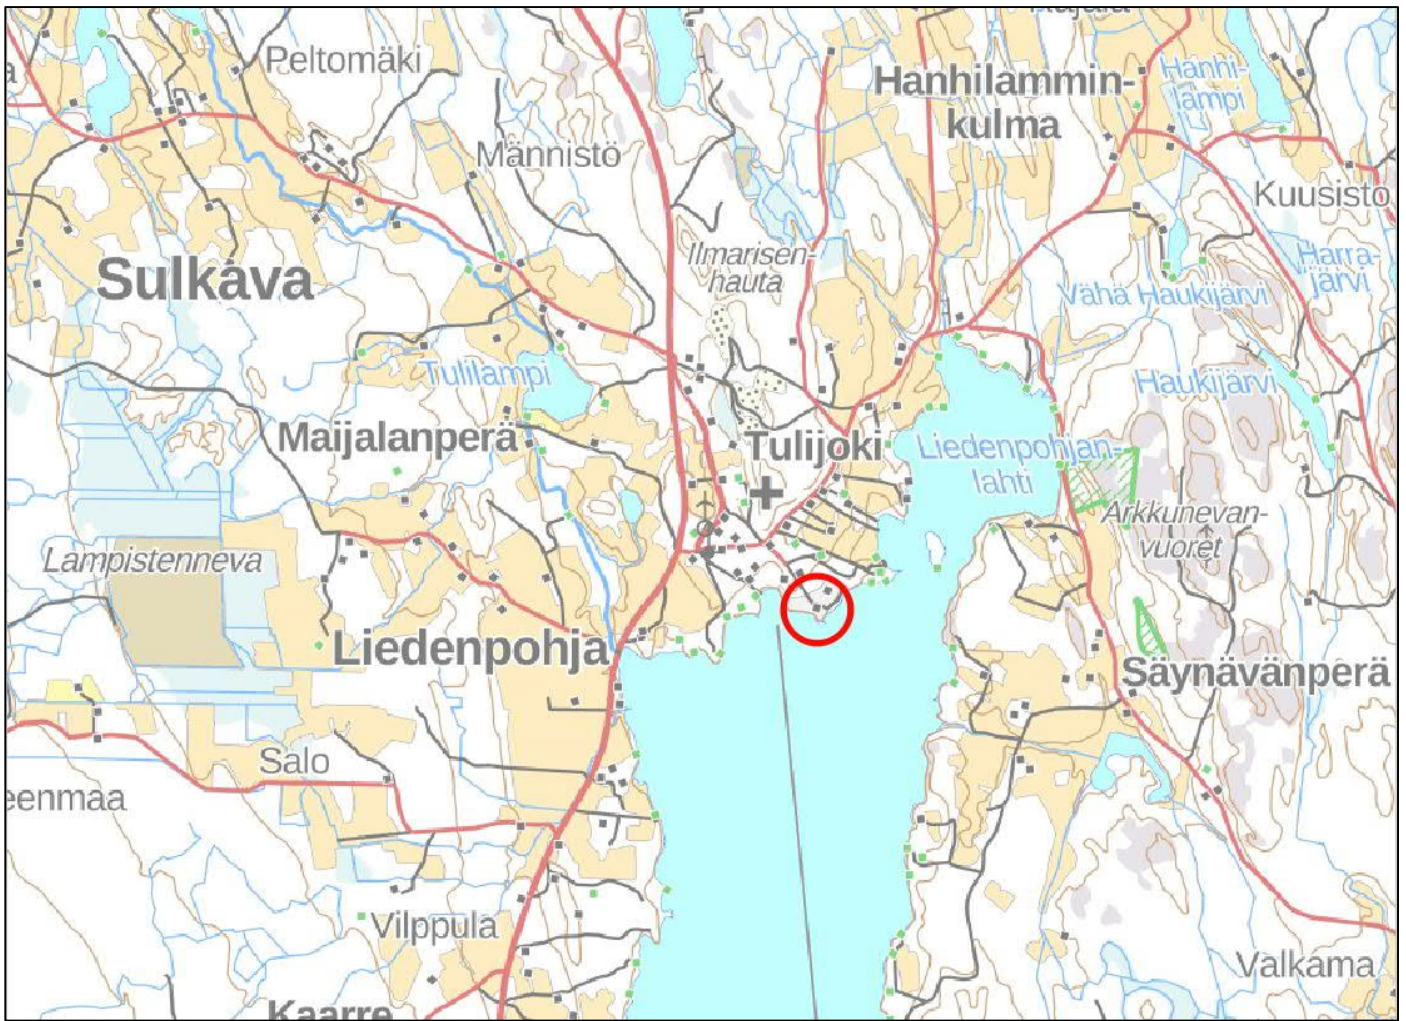 Peltomäki
Hanhilammin-
kulma
Hanhi-
lampi
Männistö
Kuusisto
Ilmarisen-
hauta
Sulkava
Harra-
järvi
Vähä Haukijärvi
Tulilampi
Haukijärvi
Maijalanperä
Tulijoki
Liedenpohjan-
lahti
Arkkunevan-
vuoret
Lampistenneva
Liedenpohja
Säynävänperä
Salo
eenmaa
Vilppula
Valkama
Kaarre